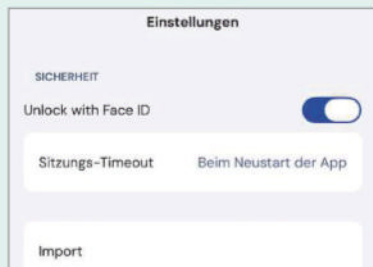 Einstellungen
SICHERHEIT
Unlock with Face ID
Sitzungs-Timeout Beim Neustart der App
Import